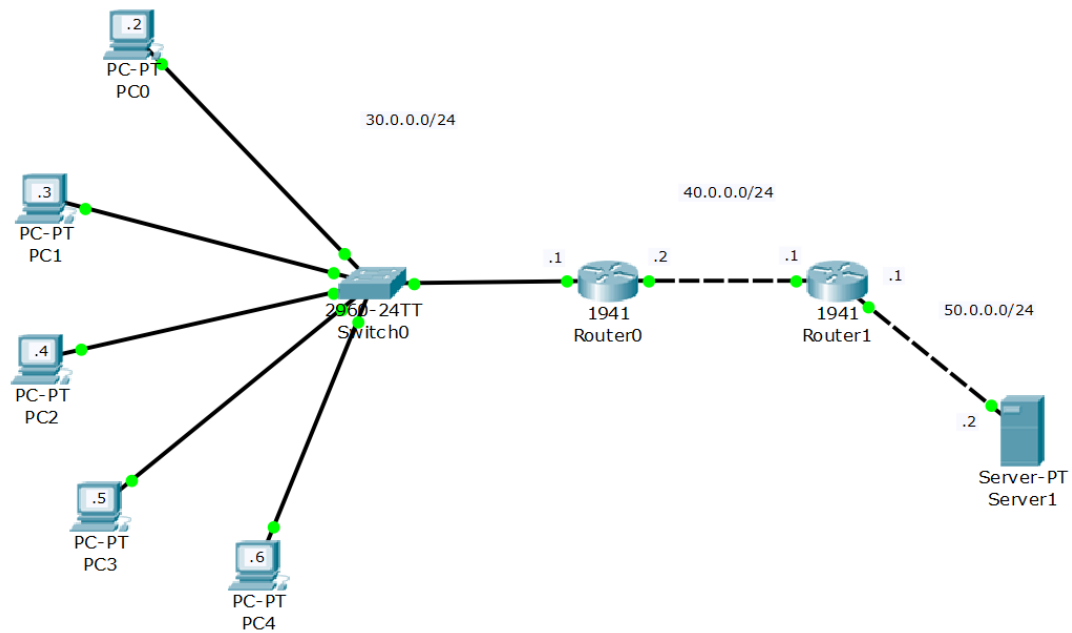 .2
PC-PT
PC0
30.0.0.0/24
.3
PC-PT
PC1
40.0.0.0/24
.1
.2
.1
.1
2960-24TT
Switch0
1941
Router0
1941
Router1
50.0.0.0/24
.4
PC-PT
PC2
.2
Server-PT
Server1
.5
PC-PT
PC3
.6
PC-PT
PC4